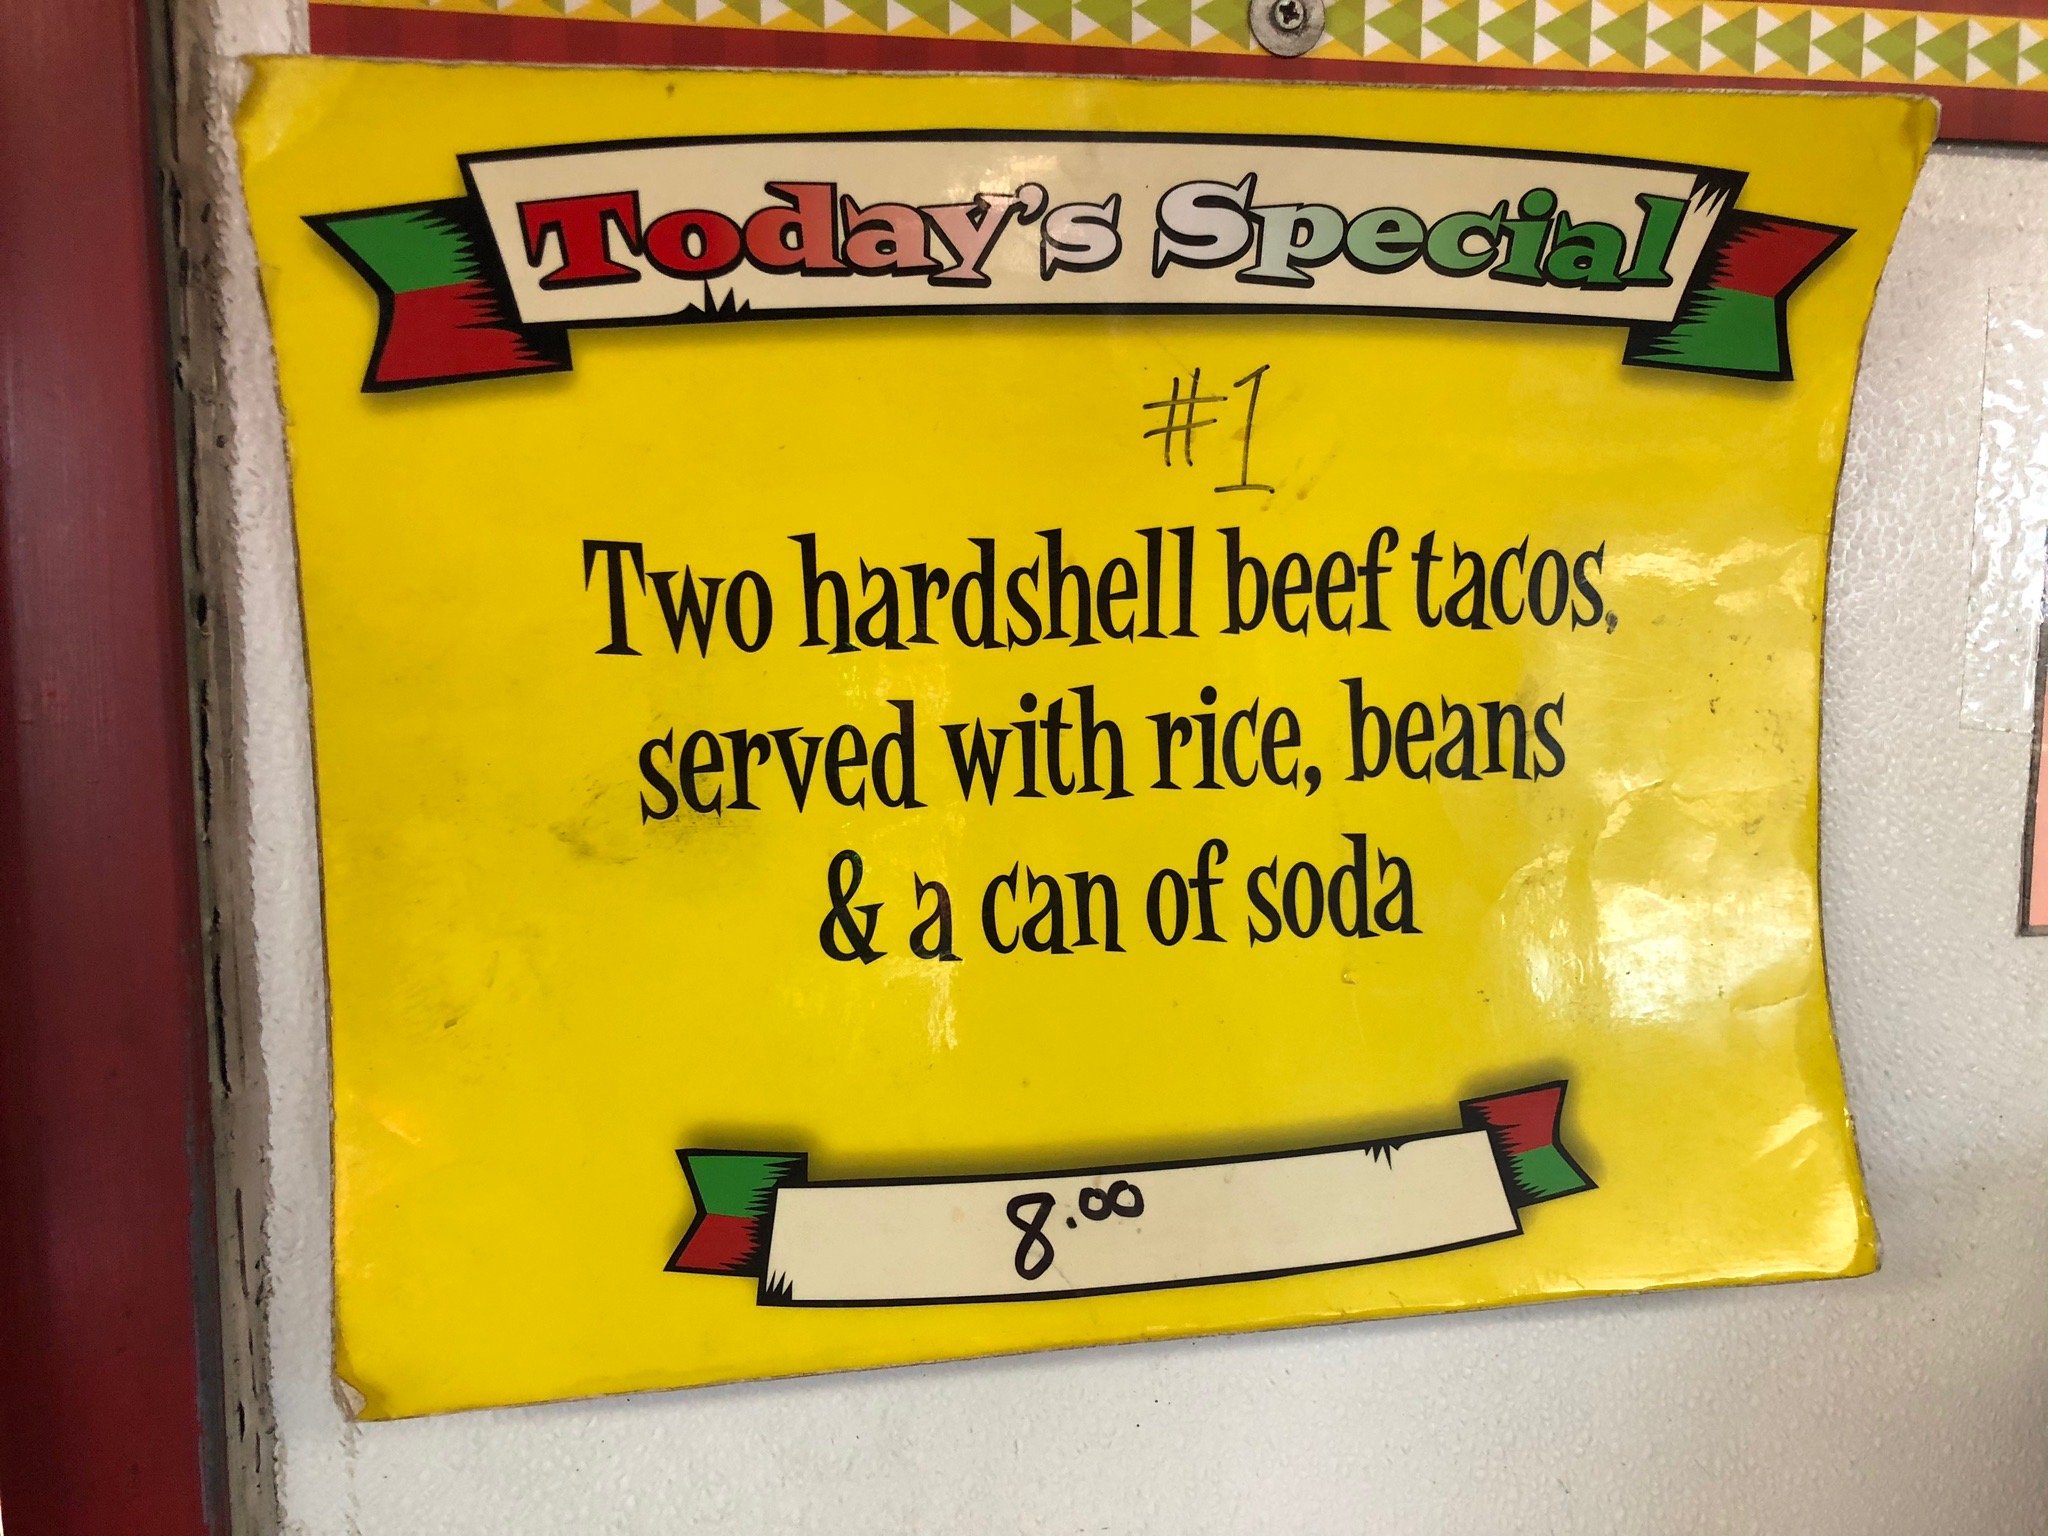 Today's Special
#1
Two hardshell beef tacos,
served with rice, beans
& a can of soda
8.00